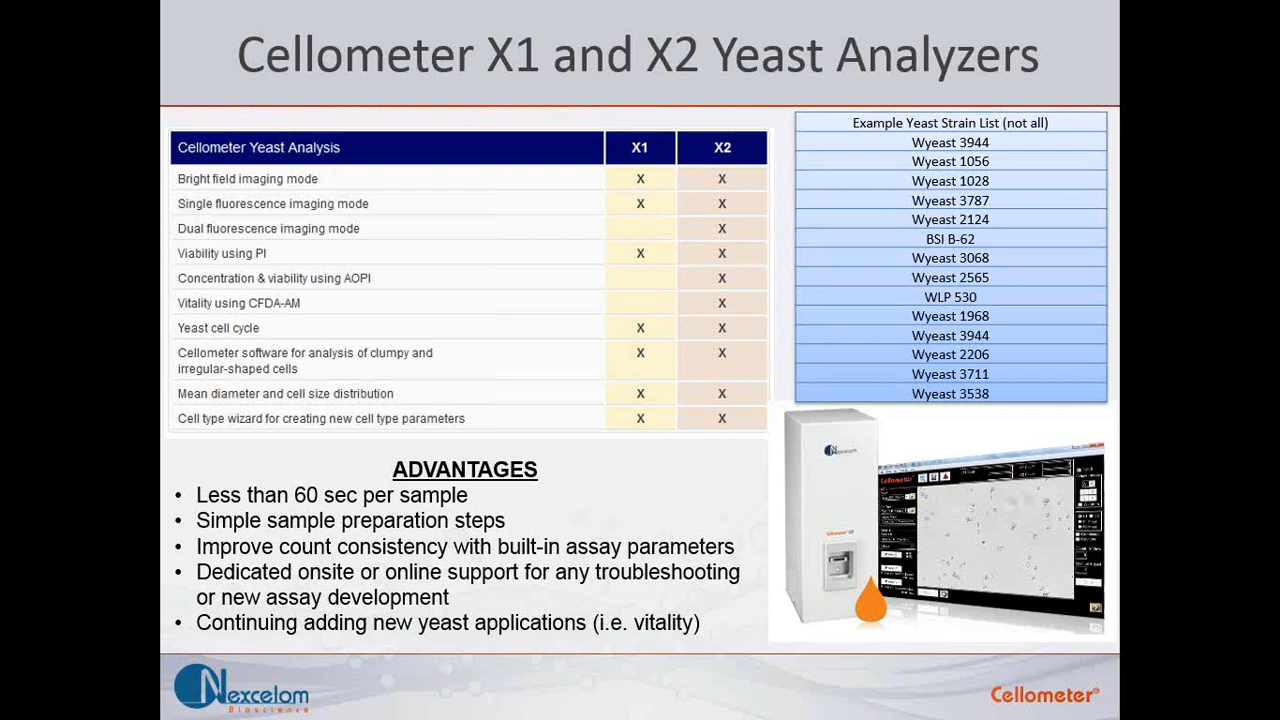 Cellometer X1 and X2 Yeast Analyzers
Cellometer Yeast Analysis X1 X2
Bright field imaging mode X X
Single fluorescence imaging mode X X
Dual fluorescence imaging mode X
Viability using PI X X
Concentration & viability using AOPI X
Vitality using CFDA-AM X
Yeast cell cycle X X
Cellometer software for analysis of clumpy and X X
irregular-shaped cells
Mean diameter and cell size distribution X X
Cell type wizard for creating new cell type parameters X X
Example Yeast Strain List (not all)
Wyeast 3944
Wyeast 1056
Wyeast 1028
Wyeast 3787
Wyeast 2124
BSI B-62
Wyeast 3068
Wyeast 2565
WLP 530
Wyeast 1968
Wyeast 3944
Wyeast 2206
Wyeast 3711
Wyeast 3538
ADVANTAGES
• Less than 60 sec per sample
• Simple sample preparation steps
• Improve count consistency with built-in assay parameters
• Dedicated onsite or online support for any troubleshooting
or new assay development
• Continuing adding new yeast applications (i.e. vitality)
Nexcelom
Cellometer
Nexcelom
Bioscience
Cellometer®